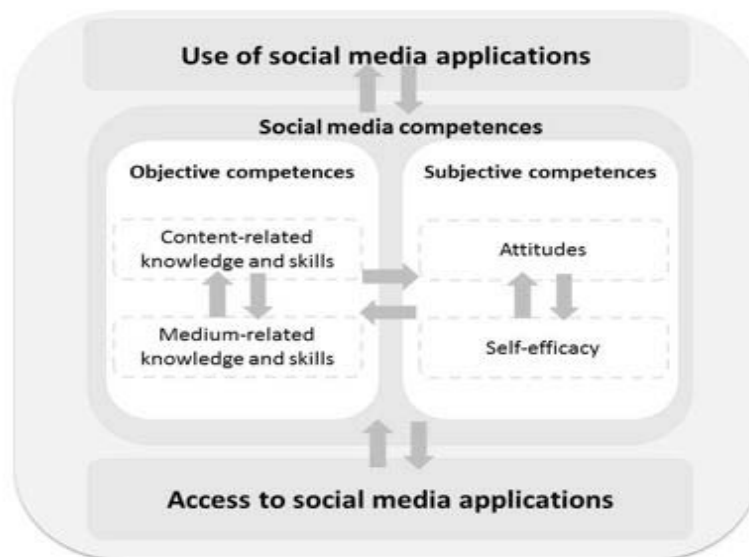 Use of social media applications
Social media competences
Objective competences
Content-related
knowledge and skills
Medium-related
knowledge and skills
Subjective competences
Attitudes
Self-efficacy
Access to social media applications